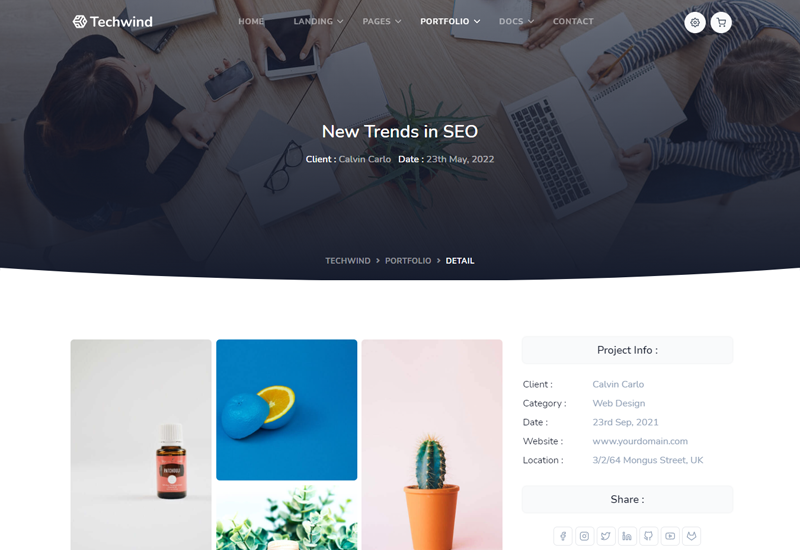 Techwind
HOME LANDING PAGES PORTFOLIO DOCS CONTACT
New Trends in SEO
Client : Calvin Carlo Date : 23th May, 2022
TECHWIND PORTFOLIO DETAIL
Project Info :
Client : Calvin Carlo
Category : Web Design
Date : 23rd Sep, 2021
Website : www.yourdomain.com
Location : 3/2/64 Mongus Street, UK
Share :
PATCHOULI